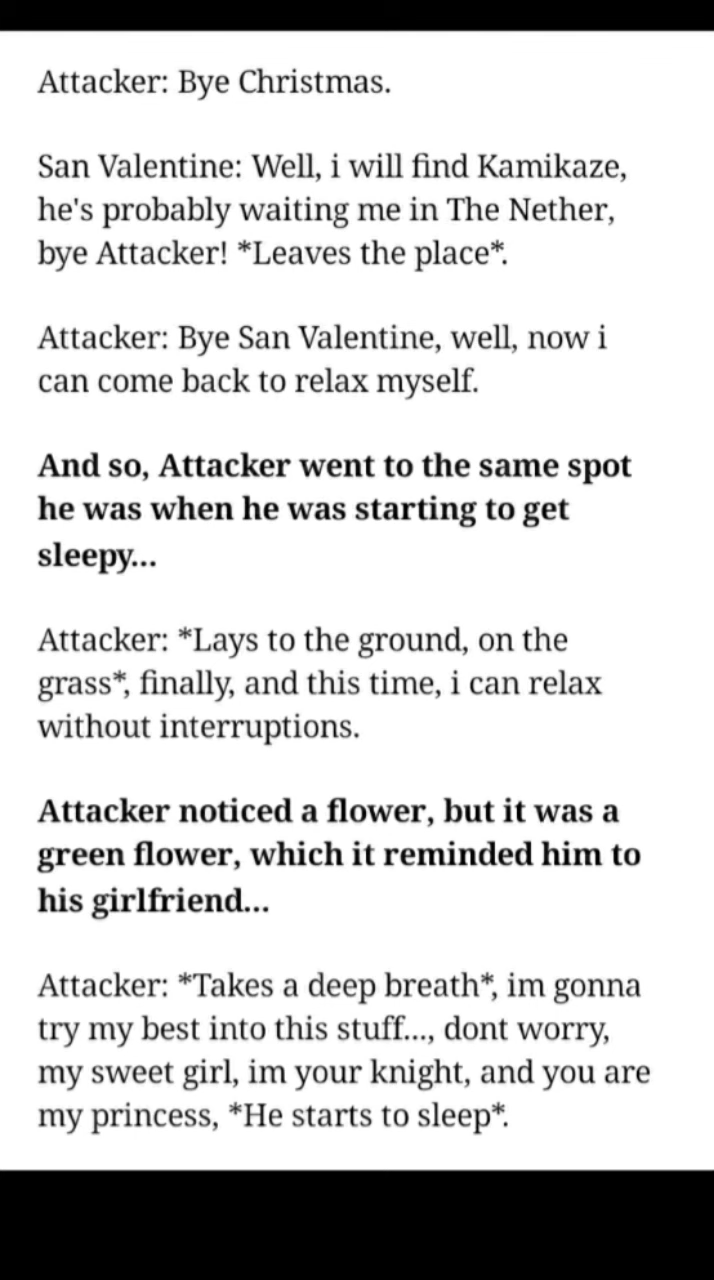 Attacker: Bye Christmas.
San Valentine: Well, i will find Kamikaze,
he's probably waiting me in The Nether,
bye Attacker! *Leaves the place*.
Attacker: Bye San Valentine, well, now i
can come back to relax myself.
And so, Attacker went to the same spot
he was when he was starting to get
sleepy...
Attacker: *Lays to the ground, on the
grass*, finally, and this time, i can relax
without interruptions.
Attacker noticed a flower, but it was a
green flower, which it reminded him to
his girlfriend...
Attacker: *Takes a deep breath*, im gonna
try my best into this stuff..., dont worry,
my sweet girl, im your knight, and you are
my princess, *He starts to sleep*.